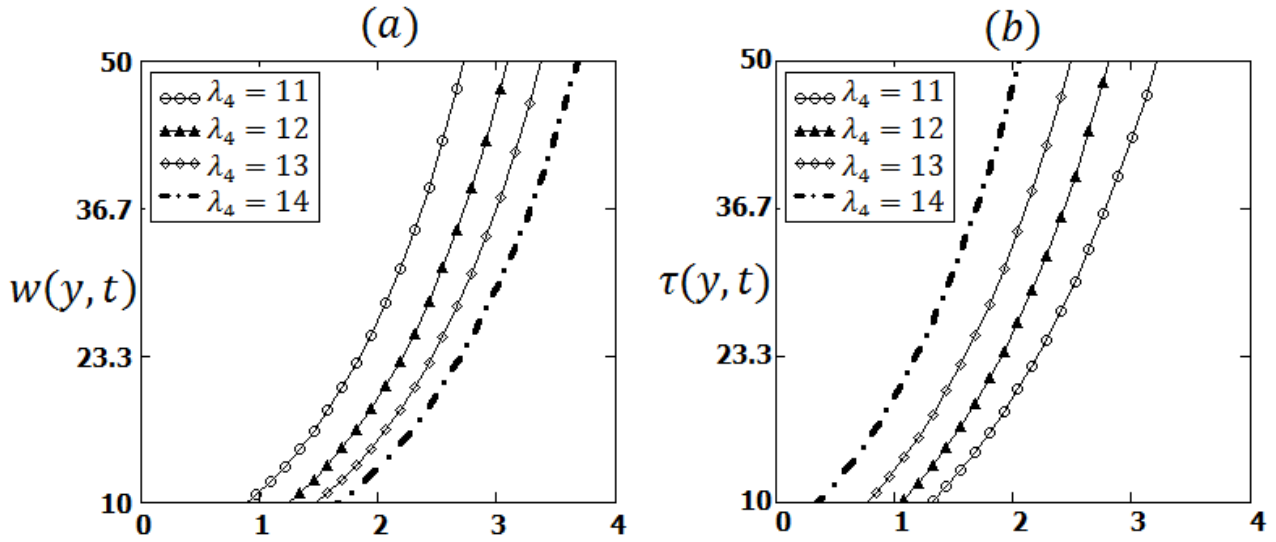 (a)
50
λ₄ = 11
λ₄ = 12
λ₄ = 13
λ₄ = 14
36.7
w(y,t)
23.3
10
0 1 2 3 4
(b)
50
λ₄ = 11
λ₄ = 12
λ₄ = 13
λ₄ = 14
36.7
τ(y,t)
23.3
10
0 1 2 3 4